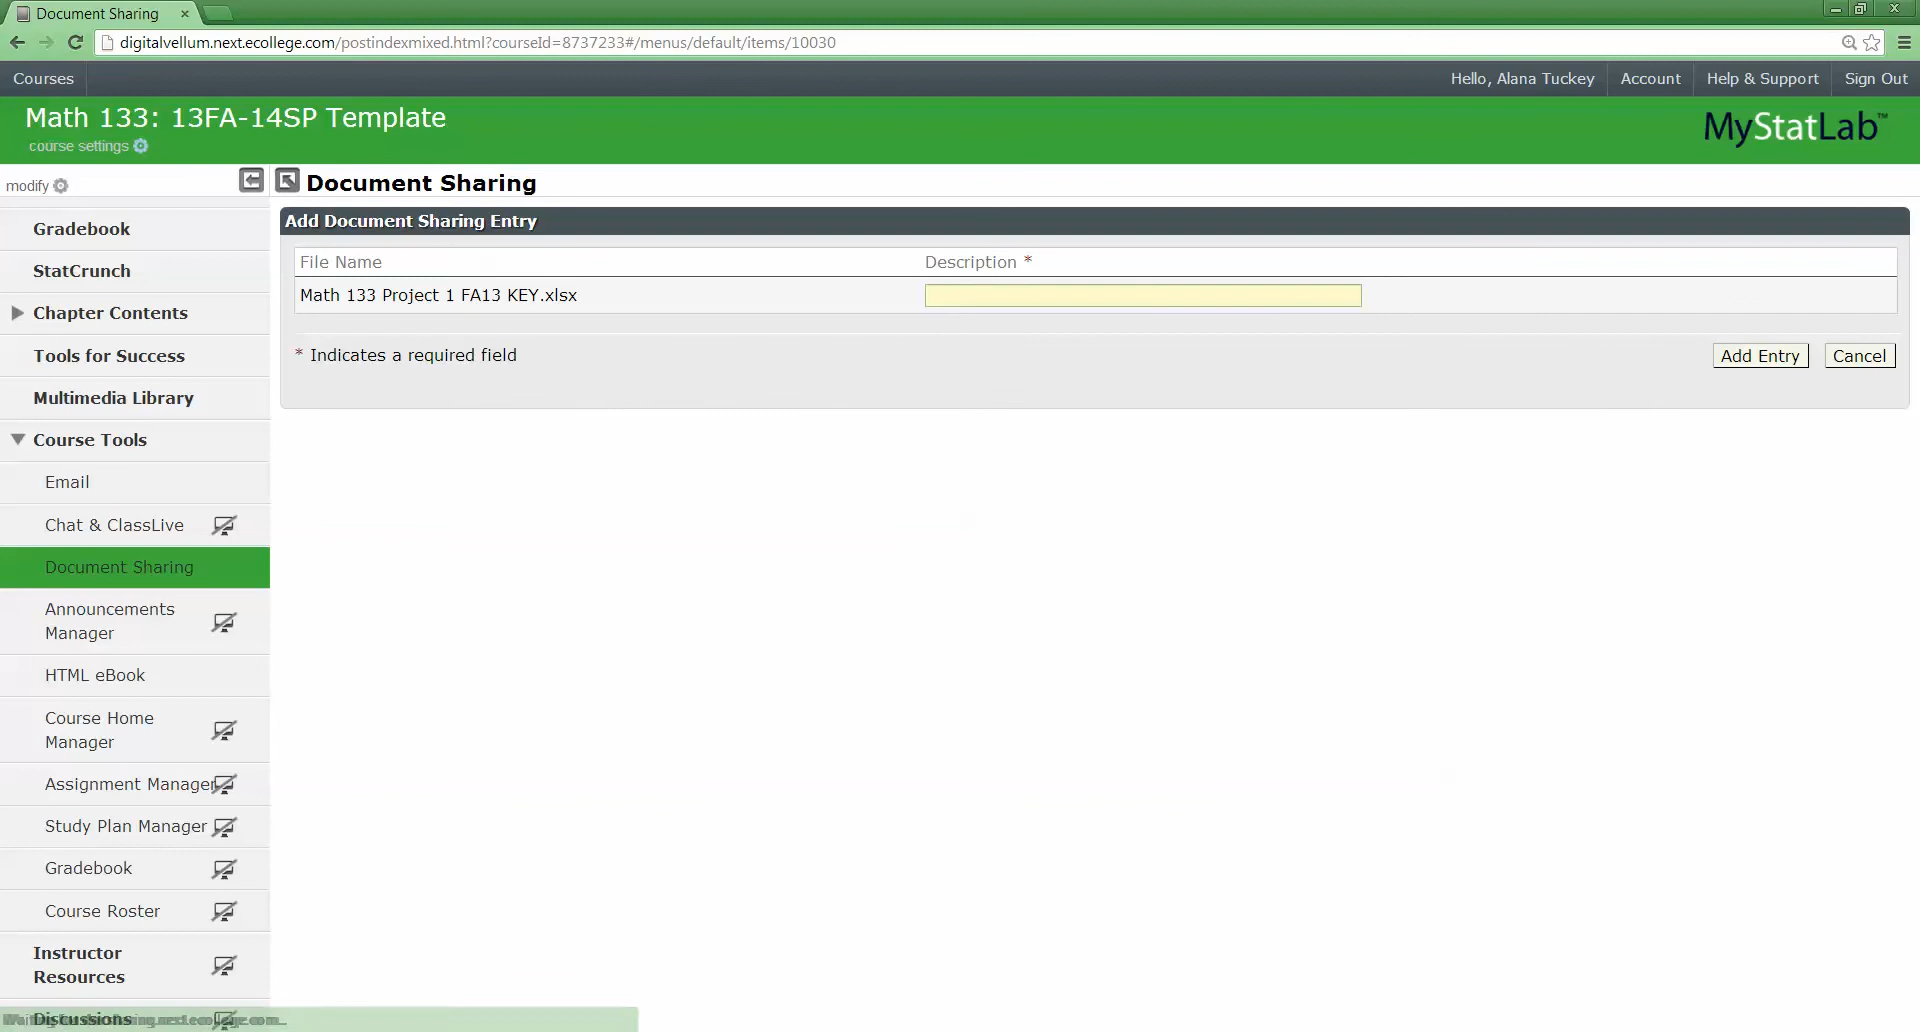 Document Sharing
digitalvellum.next.ecollege.com/postindexmixed.html?courseId=8737233#/menus/default/items/10030
Courses
Hello, Alana Tuckey
Account
Help & Support
Sign Out
Math 133: 13FA-14SP Template
course settings
MyStatLab™
modify
Document Sharing
Gradebook
StatCrunch
Chapter Contents
Tools for Success
Multimedia Library
Course Tools
Email
Chat & ClassLive
Document Sharing
Announcements
Manager
HTML eBook
Course Home
Manager
Assignment Manager
Study Plan Manager
Gradebook
Course Roster
Instructor
Resources
Discussions
Add Document Sharing Entry
File Name
Description *
Math 133 Project 1 FA13 KEY.xlsx
* Indicates a required field
Add Entry
Cancel